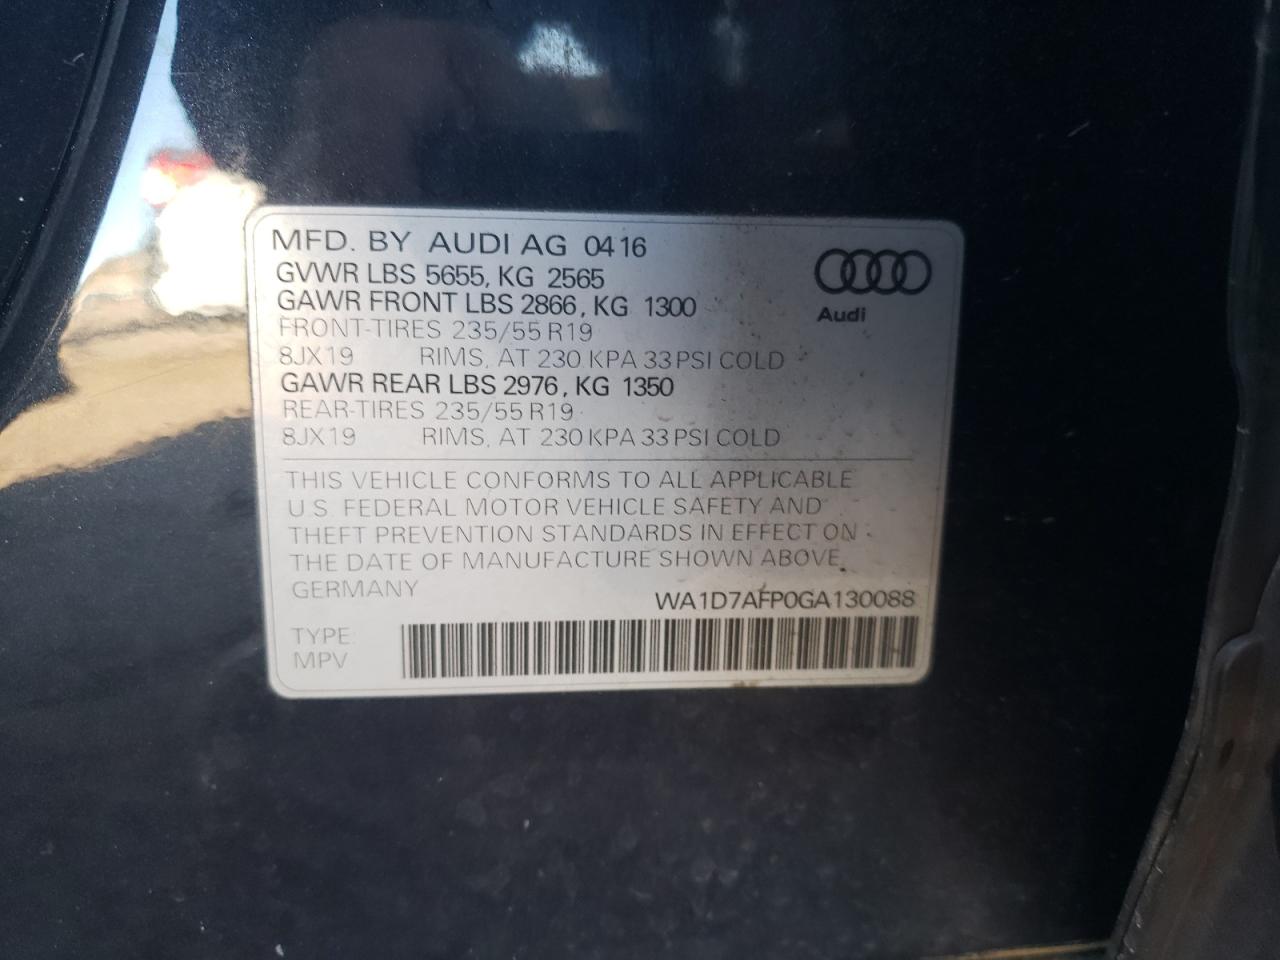 MFD. BY AUDI AG 0416
GVWR LBS 5655, KG 2565
GAWR FRONT LBS 2866, KG 1300
FRONT-TIRES 235/55 R19
8JX19 RIMS, AT 230 KPA 33 PSI COLD
GAWR REAR LBS 2976, KG 1350
REAR-TIRES 235/55 R19
8JX19 RIMS, AT 230 KPA 33 PSI COLD
Audi
THIS VEHICLE CONFORMS TO ALL APPLICABLE
U.S. FEDERAL MOTOR VEHICLE SAFETY AND
THEFT PREVENTION STANDARDS IN EFFECT ON
THE DATE OF MANUFACTURE SHOWN ABOVE.
GERMANY
WA1D7AFP0GA130088
TYPE
MPV